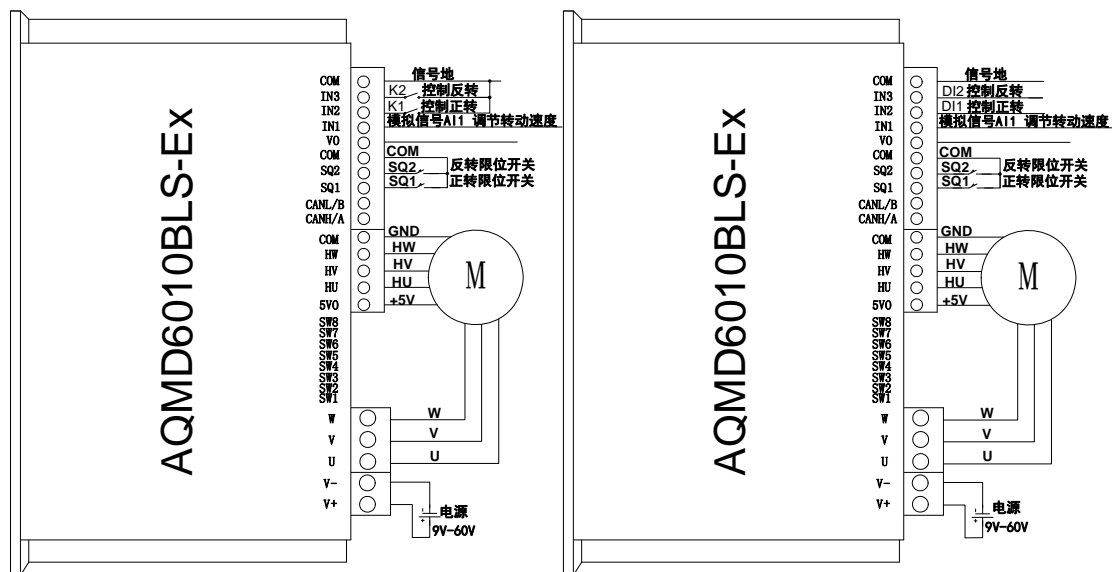 AQMD6010BLS-Ex
COM 信号地
IN3 K2 控制反转
IN2 K1 控制正转
IN1 模拟信号AI1 调节转动速度
VO
COM COM
SQ2 SQ2 反转限位开关
SQ1 SQ1 正转限位开关
CANL/B
CANH/A
COM GND
HW HW
HV HV
HU HU
5VO +5V
M
SW8
SW7
SW6
SW5
SW4
SW3
SW2
SW1
W W
V V
U U
V-
V+
电源
9V-60V
AQMD6010BLS-Ex
COM 信号地
IN3 DI2 控制反转
IN2 DI1 控制正转
IN1 模拟信号AI1 调节转动速度
VO
COM COM
SQ2 SQ2 反转限位开关
SQ1 SQ1 正转限位开关
CANL/B
CANH/A
COM GND
HW HW
HV HV
HU HU
5VO +5V
M
SW8
SW7
SW6
SW5
SW4
SW3
SW2
SW1
W W
V V
U U
V-
V+
电源
9V-60V